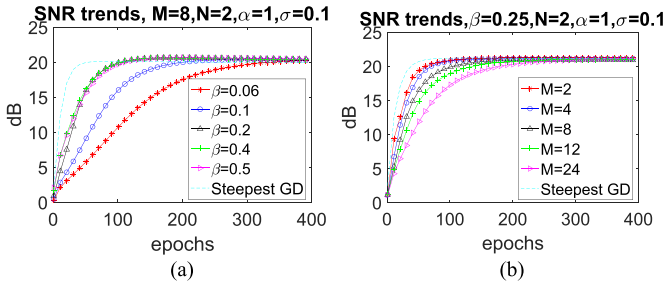 SNR trends, M=8,N=2,α=1,σ=0.1
25
20
15
10
5
0
dB
β=0.06
β=0.1
β=0.2
β=0.4
β=0.5
Steepest GD
0 100 200 300 400
epochs
(a)
SNR trends,β=0.25,N=2,α=1,σ=0.1
25
20
15
10
5
0
dB
M=2
M=4
M=8
M=12
M=24
Steepest GD
0 100 200 300 400
epochs
(b)